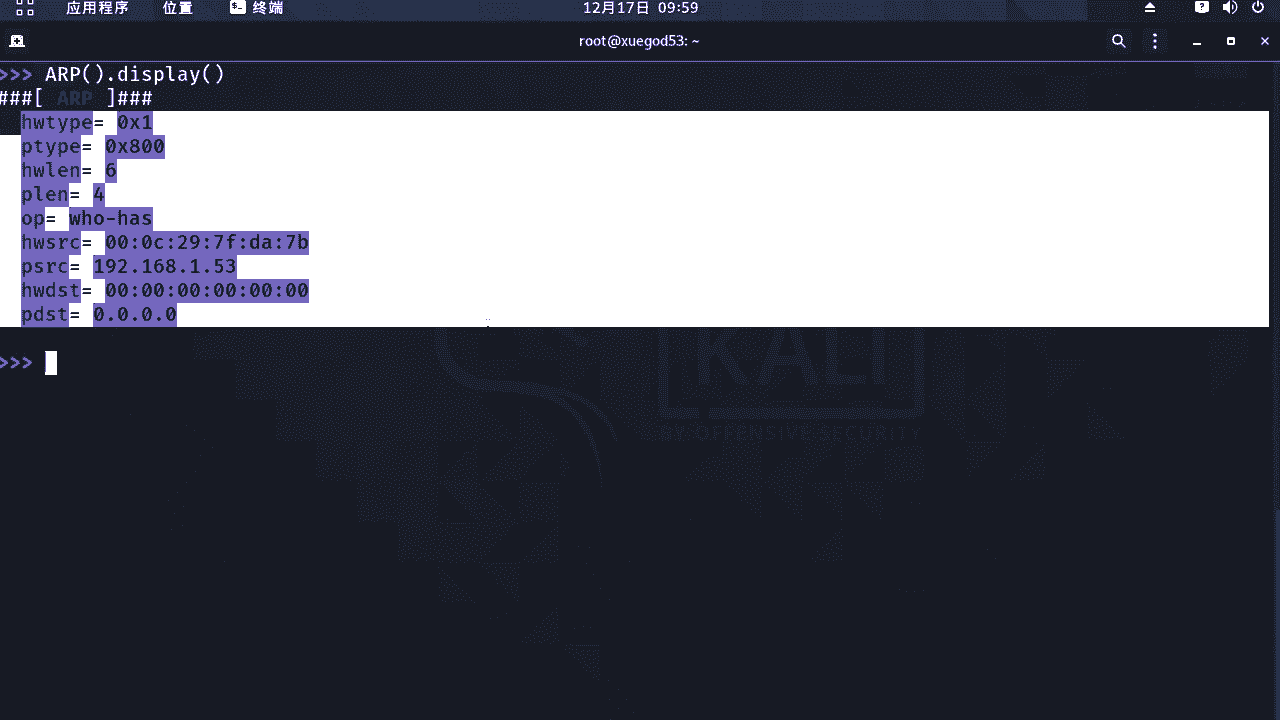 应用程序 位置 终端 12月17日 09:59
root@xuegod53: ~
>>> ARP().display()
###[ ARP ]###
hwtype= 0x1
ptype= 0x800
hwlen= 6
plen= 4
op= who-has
hwsrc= 00:0c:29:7f:da:7b
psrc= 192.168.1.53
hwdst= 00:00:00:00:00:00
pdst= 0.0.0.0
>>>
KALI
BY OFFENSIVE SECURITY